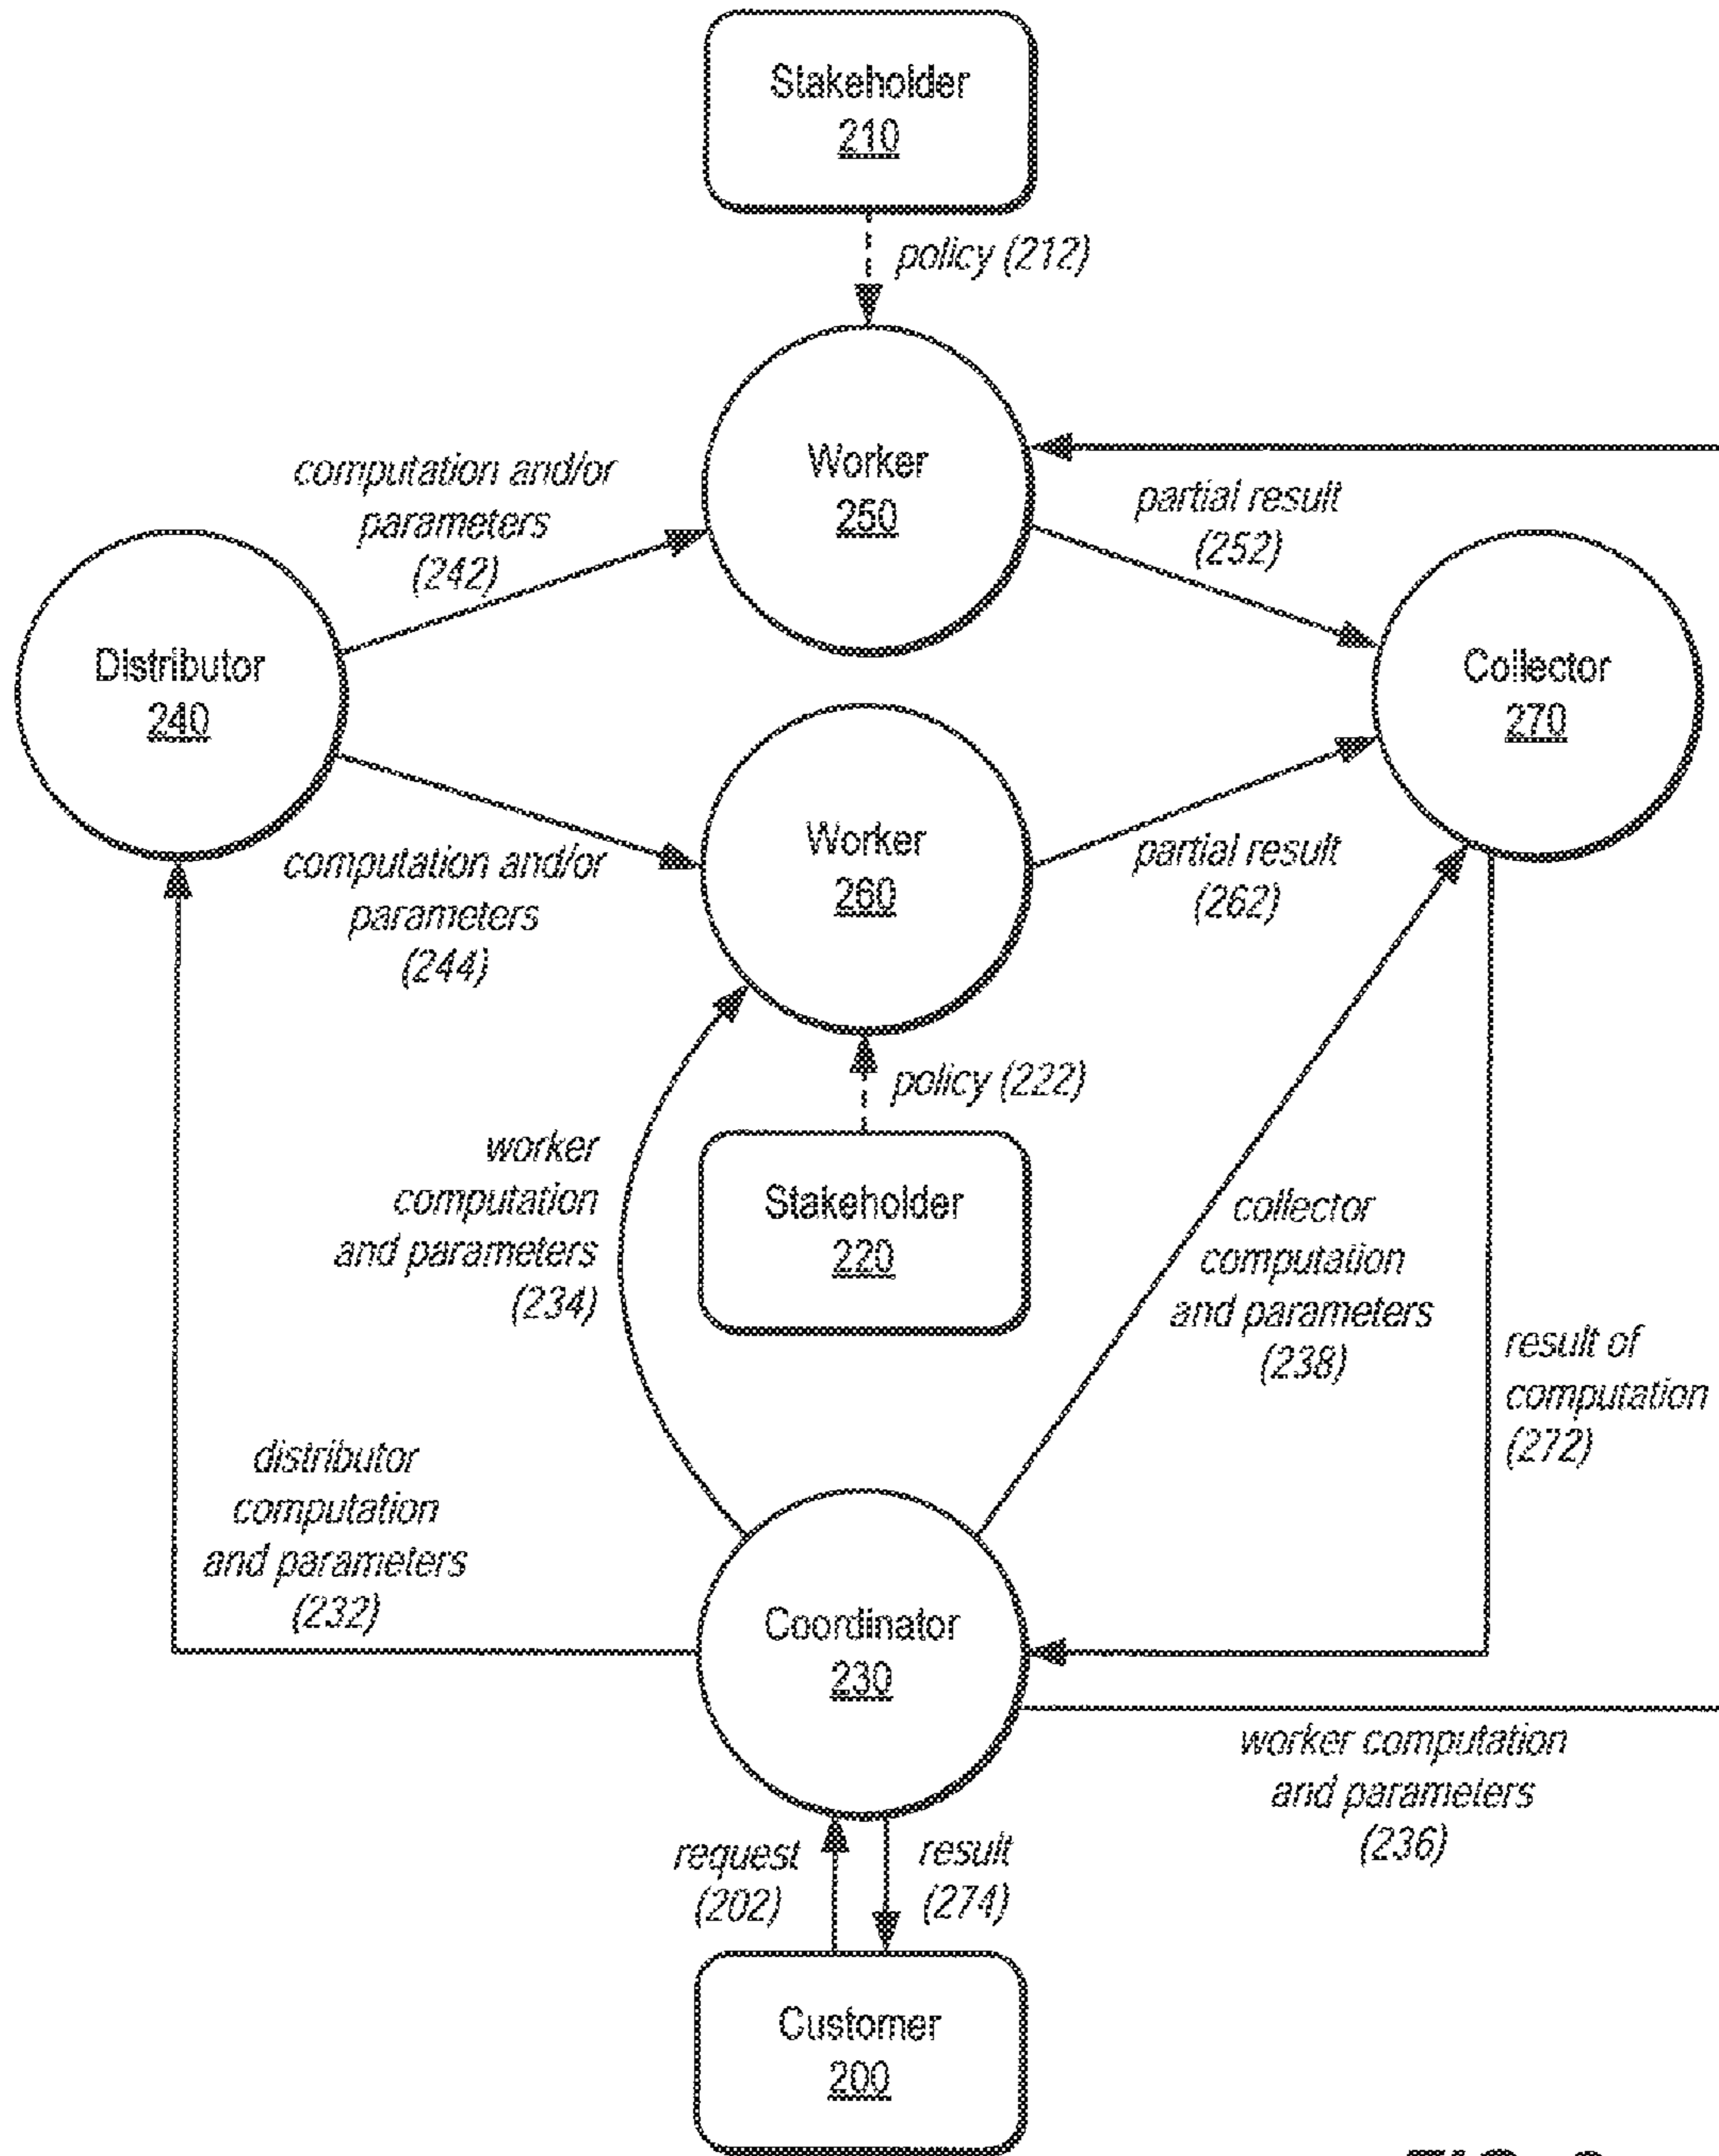 Stakeholder
210
policy (212)
Worker
250
computation and/or
parameters
(242)
partial result
(252)
Distributor
240
Collector
270
Worker
260
computation and/or
parameters
(244)
partial result
(262)
policy (222)
worker
computation
and parameters
(234)
Stakeholder
220
collector
computation
and parameters
(238)
result of
computation
(272)
distributor
computation
and parameters
(232)
Coordinator
230
worker computation
and parameters
(236)
request
(202)
result
(274)
Customer
200